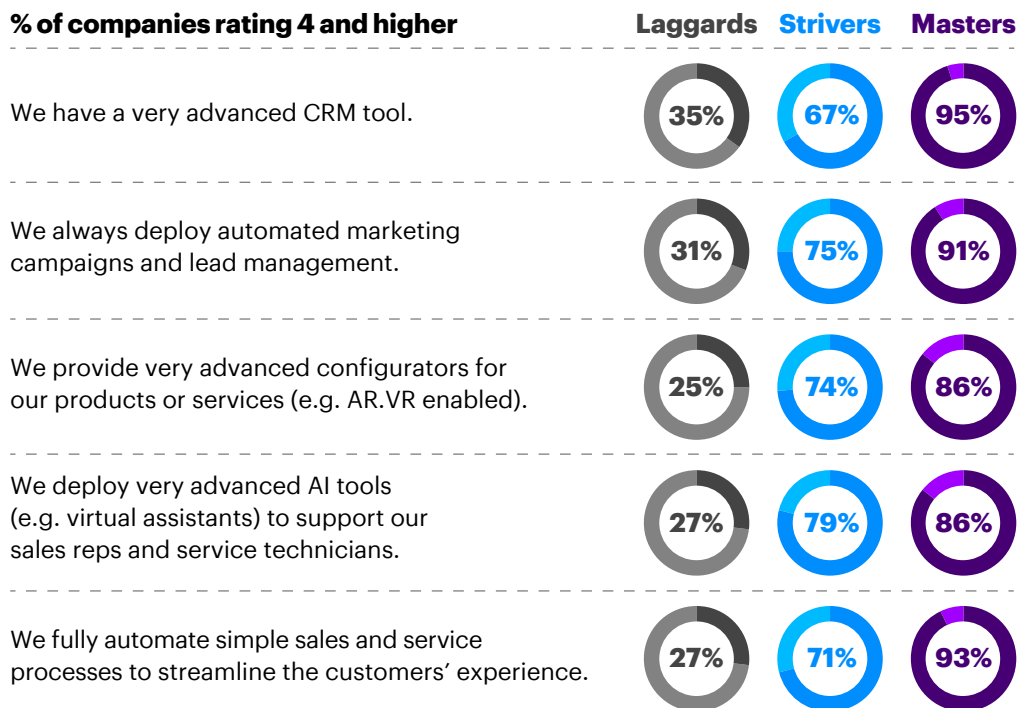 % of companies rating 4 and higher Laggards Strivers Masters
We have a very advanced CRM tool. 35% 67% 95%
We always deploy automated marketing
campaigns and lead management. 31% 75% 91%
We provide very advanced configurators for
our products or services (e.g. AR.VR enabled). 25% 74% 86%
We deploy very advanced AI tools
(e.g. virtual assistants) to support our
sales reps and service technicians. 27% 79% 86%
We fully automate simple sales and service
processes to streamline the customers’ experience. 27% 71% 93%